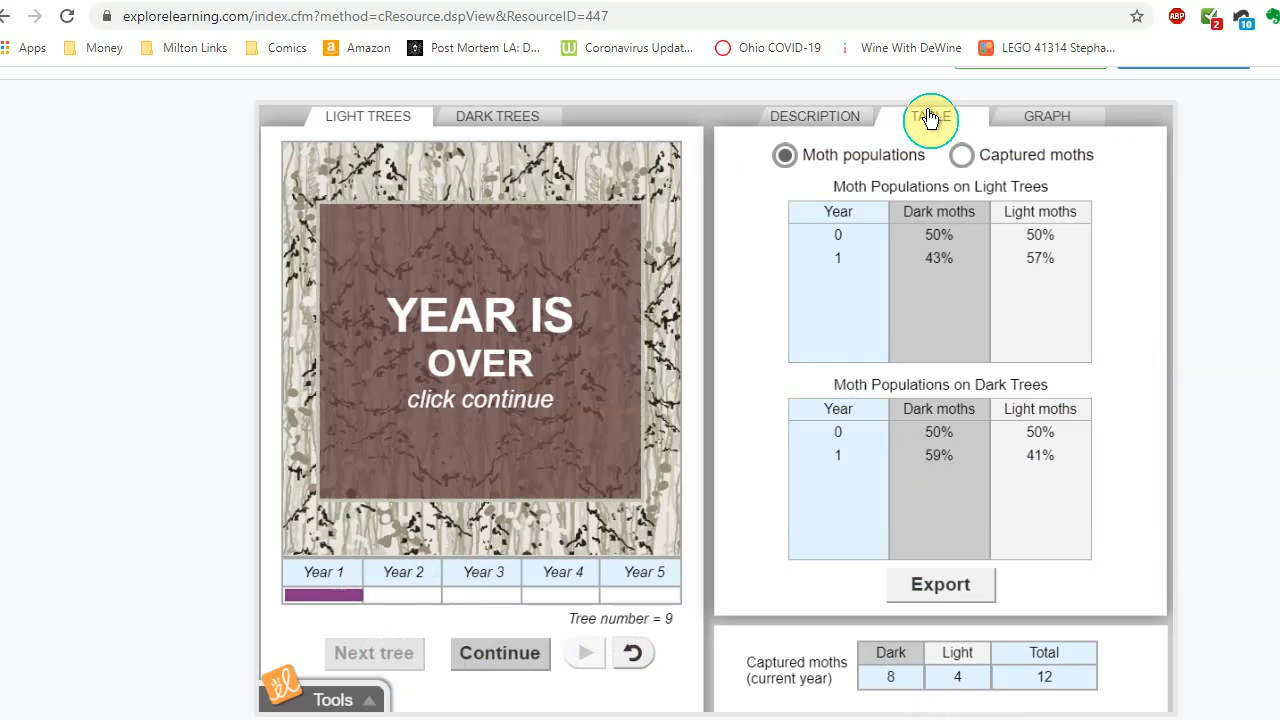 explorelearning.com/index.cfm?method=cResource.dspView&ResourceID=447
ABP 2 10
Apps Money Milton Links Comics Amazon Post Mortem LA: D... Coronavirus Updat... Ohio COVID-19 Wine With DeWine LEGO 41314 Stepha...
LIGHT TREES DARK TREES DESCRIPTION TABLE GRAPH
Moth populations Captured moths
Moth Populations on Light Trees
Year Dark moths Light moths
0 50% 50%
1 43% 57%
YEAR IS
OVER
click continue
Moth Populations on Dark Trees
Year Dark moths Light moths
0 50% 50%
1 59% 41%
Export
Year 1 Year 2 Year 3 Year 4 Year 5
Tree number = 9
Next tree Continue
Captured moths
(current year)
Dark Light Total
8 4 12
Tools